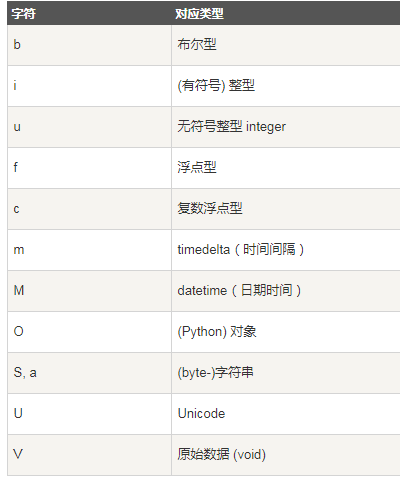 字符 对应类型
b 布尔型
i (有符号) 整型
u 无符号整型 integer
f 浮点型
c 复数浮点型
m timedelta（时间间隔）
M datetime（日期时间）
O (Python) 对象
S, a (byte-)字符串
U Unicode
V 原始数据 (void)